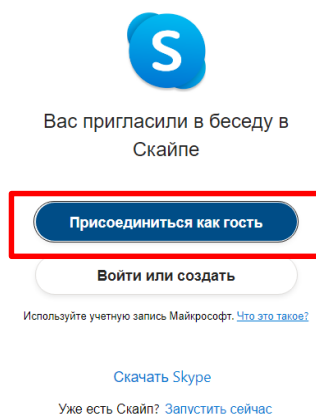 S
Вас пригласили в беседу в
Скайпе
Присоединиться как гость
Войти или создать
Используйте учетную запись Майкрософт. Что это такое?
Скачать Skype
Уже есть Скайп? Запустить сейчас